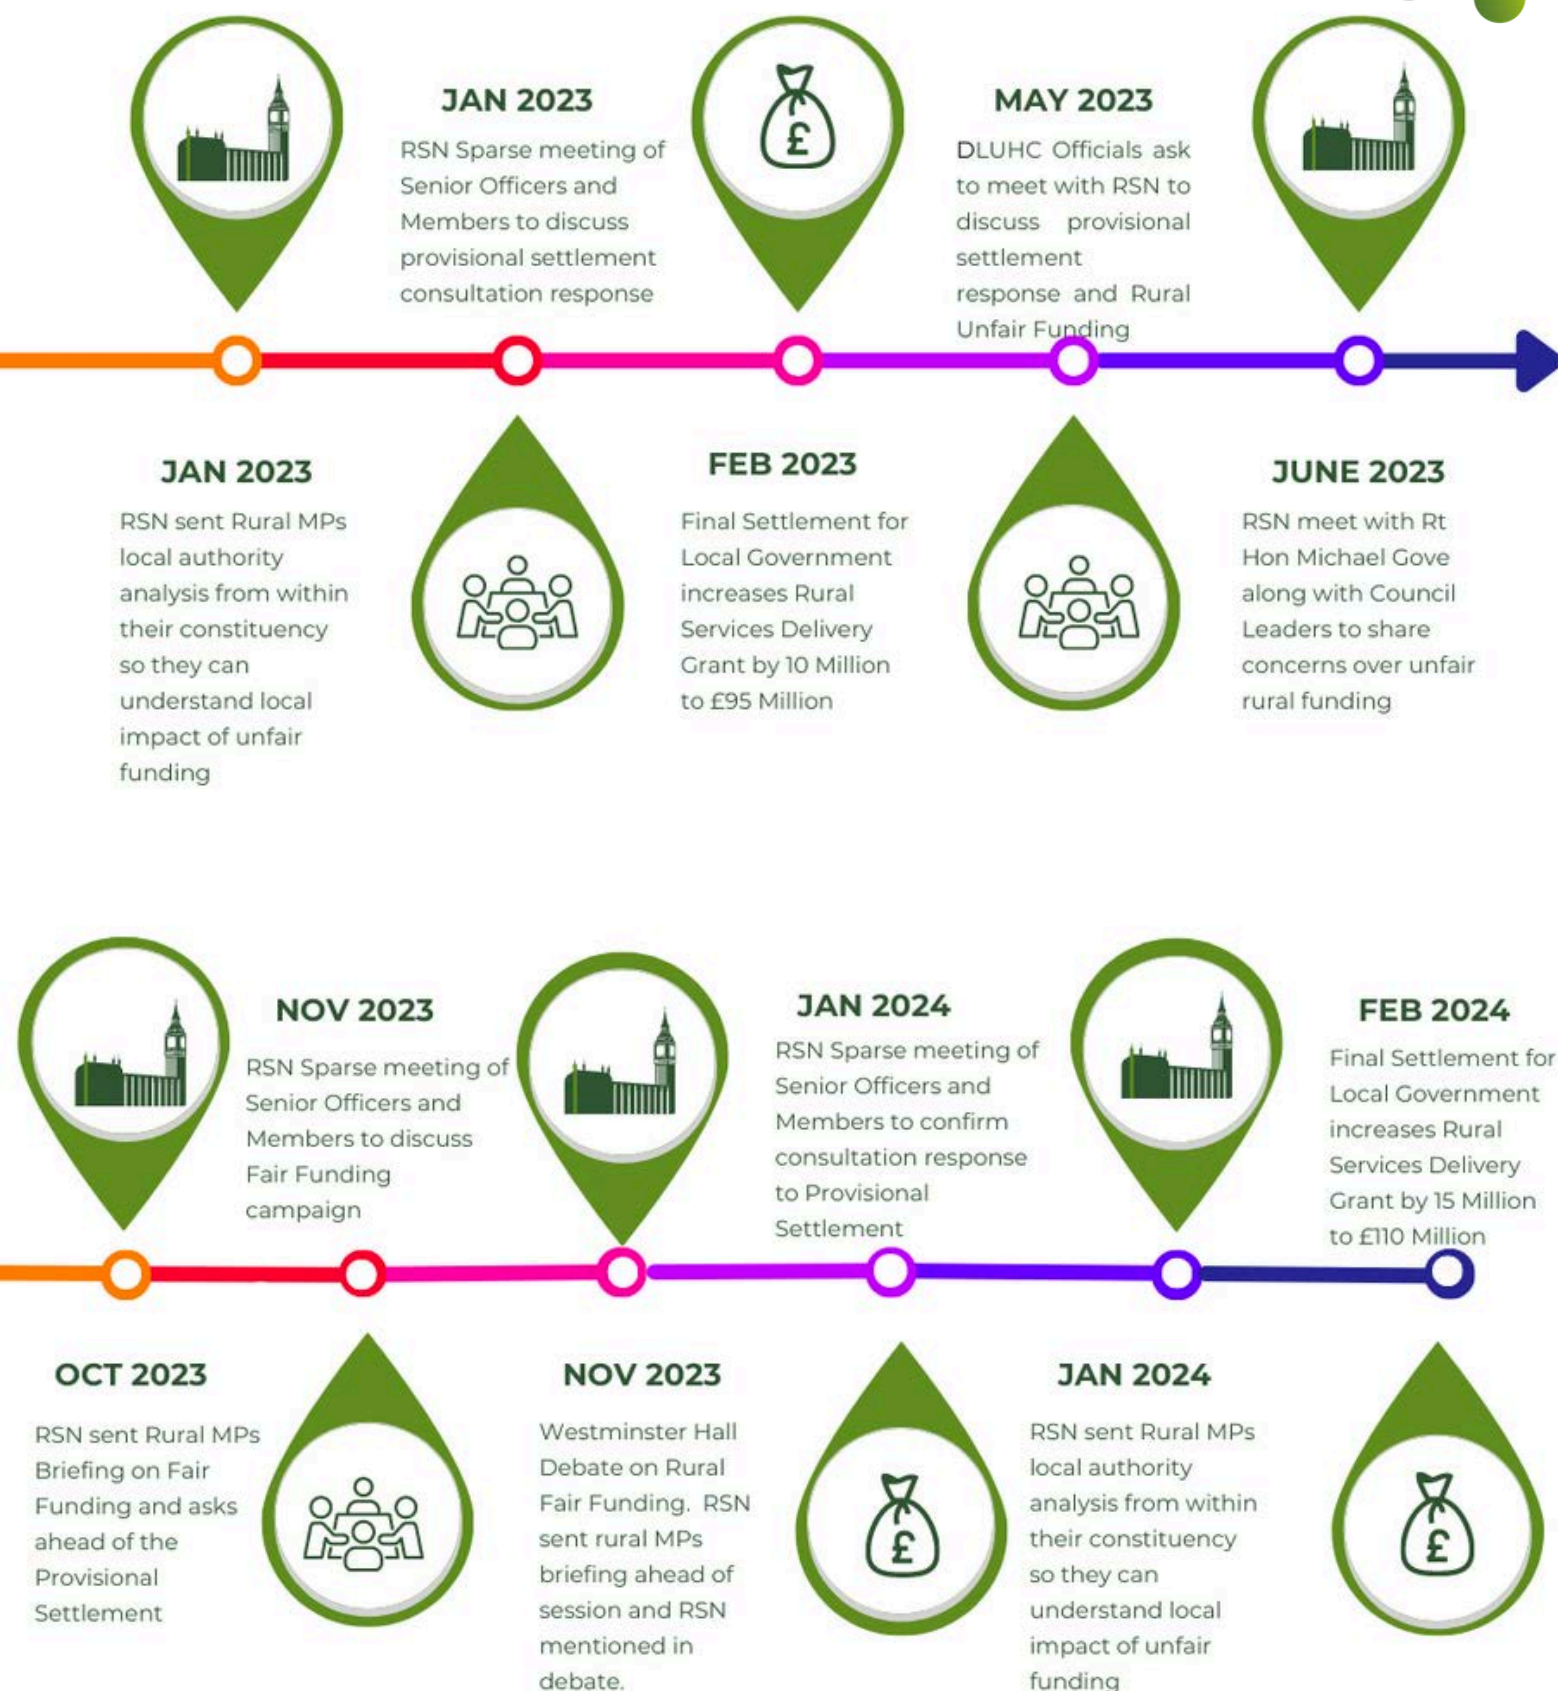 JAN 2023
RSN Sparse meeting of
Senior Officers and
Members to discuss
provisional settlement
consultation response
£
MAY 2023
DLUHC Officials ask
to meet with RSN to
discuss provisional
settlement
response and Rural
Unfair Funding
JAN 2023
RSN sent Rural MPs
local authority
analysis from within
their constituency
so they can
understand local
impact of unfair
funding
FEB 2023
Final Settlement for
Local Government
increases Rural
Services Delivery
Grant by 10 Million
to £95 Million
JUNE 2023
RSN meet with Rt
Hon Michael Gove
along with Council
Leaders to share
concerns over unfair
rural funding
NOV 2023
RSN Sparse meeting of
Senior Officers and
Members to discuss
Fair Funding
campaign
JAN 2024
RSN Sparse meeting of
Senior Officers and
Members to confirm
consultation response
to Provisional
Settlement
FEB 2024
Final Settlement for
Local Government
increases Rural
Services Delivery
Grant by 15 Million
to £110 Million
OCT 2023
RSN sent Rural MPs
Briefing on Fair
Funding and asks
ahead of the
Provisional
Settlement
NOV 2023
Westminster Hall
Debate on Rural
Fair Funding. RSN
sent rural MPs
briefing ahead of
session and RSN
mentioned in
debate.
£
JAN 2024
RSN sent Rural MPs
local authority
analysis from within
their constituency
so they can
understand local
impact of unfair
funding
£